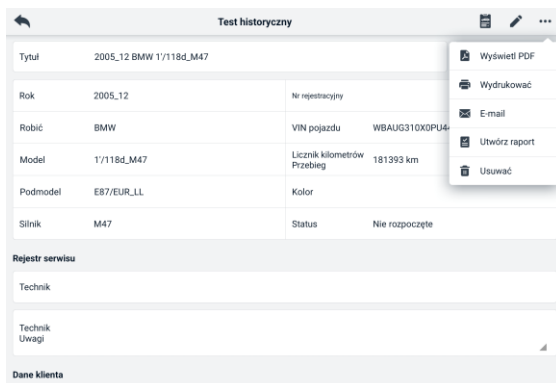 Test historyczny
Tytuł 2005_12 BMW 1'/118d_M47
Wyświetl PDF
Wydrukować
E-mail
Utwórz raport
Usuwać
Rok 2005_12 Nr rejestracyjny
Robić BMW VIN pojazdu WBAUG310X0PU44
Model 1'/118d_M47 Licznik kilometrów
Przebieg 181393 km
Podmodel E87/EUR_LL Kolor
Silnik M47 Status Nie rozpoczęte
Rejestr serwisu
Technik
Technik
Uwagi
Dane klienta